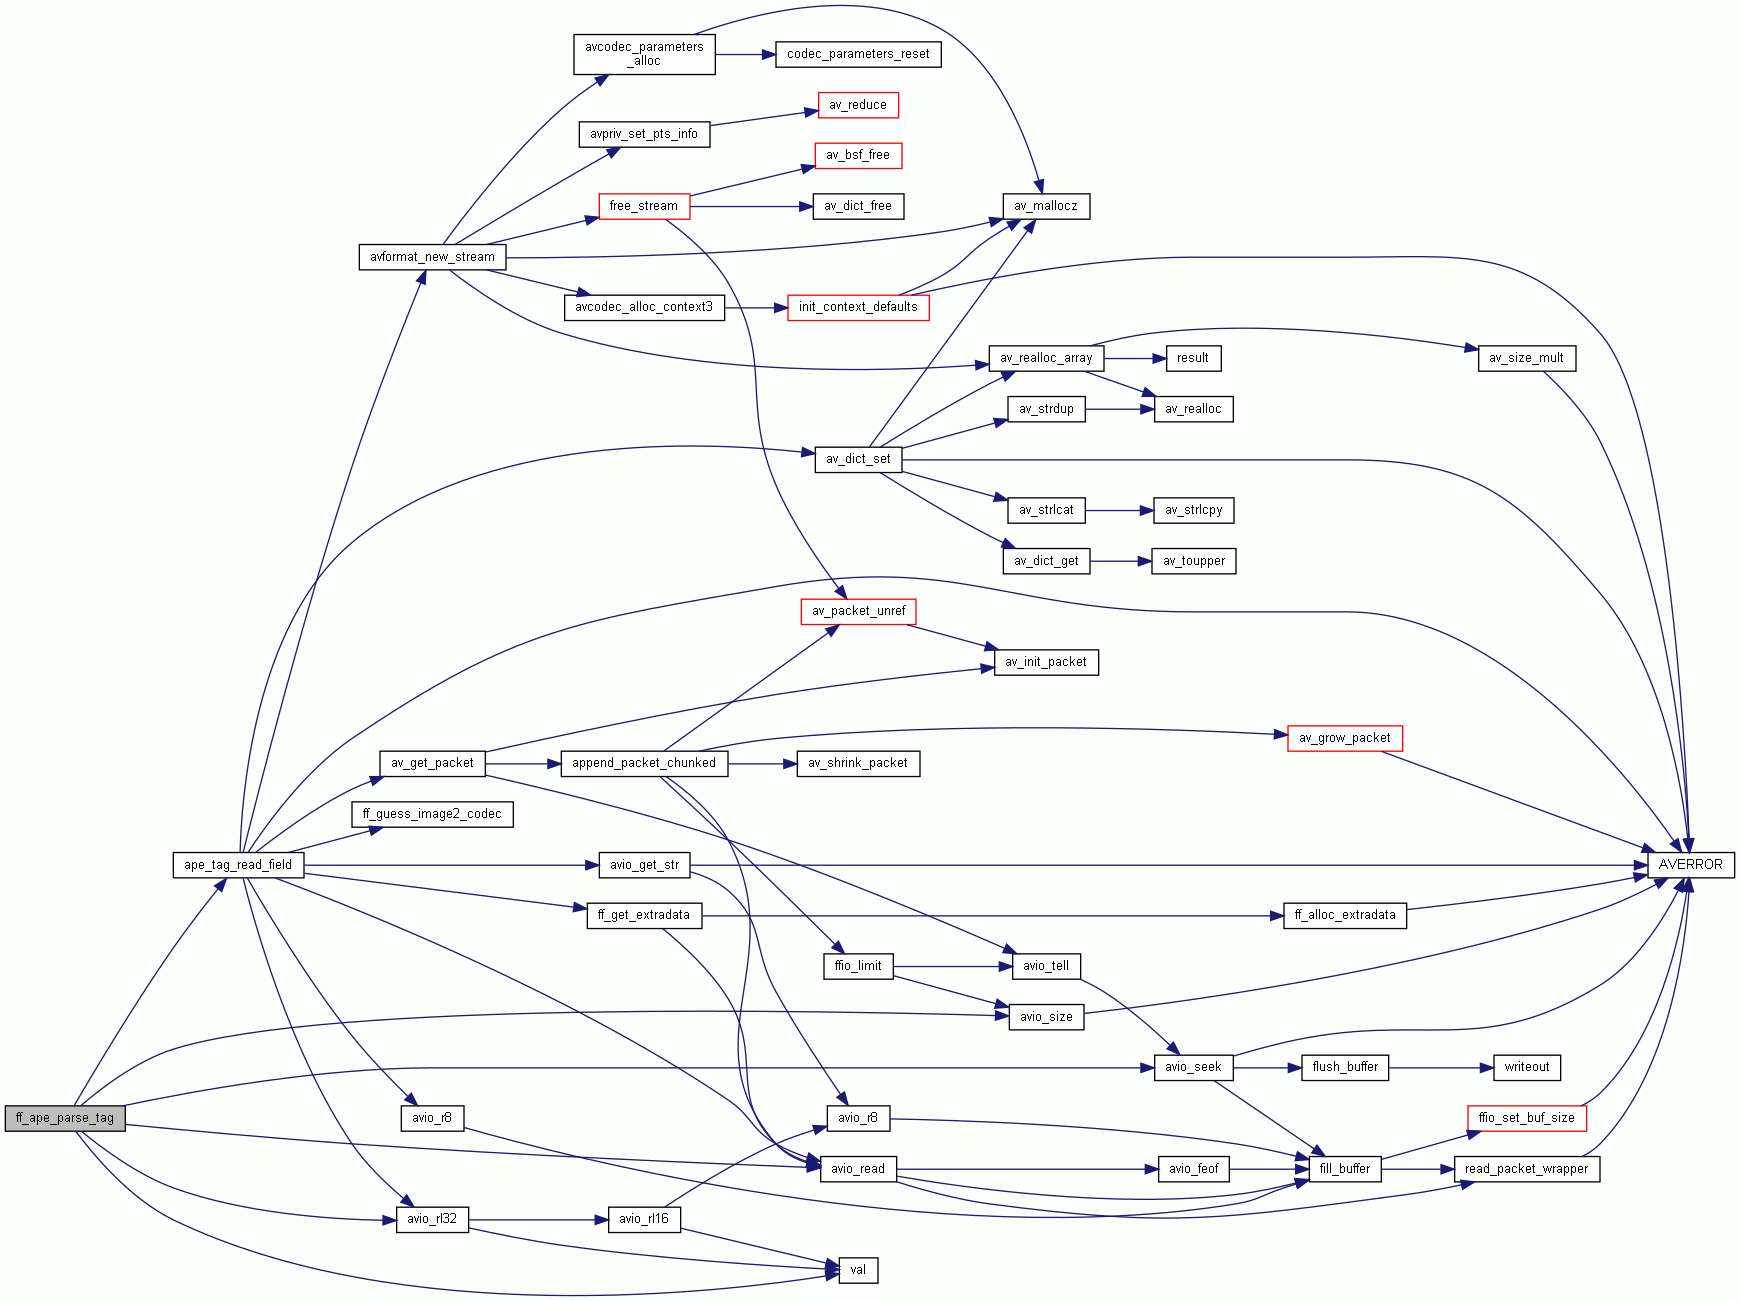 avcodec_parameters
_alloc
codec_parameters_reset
av_reduce
avpriv_set_pts_info
av_bsf_free
free_stream
av_dict_free
av_mallocz
avformat_new_stream
avcodec_alloc_context3
init_context_defaults
av_realloc_array
result
av_size_mult
av_strdup
av_realloc
av_dict_set
av_strlcat
av_strlcpy
av_dict_get
av_toupper
av_packet_unref
av_init_packet
av_grow_packet
av_get_packet
append_packet_chunked
av_shrink_packet
ff_guess_image2_codec
ape_tag_read_field
avio_get_str
AVERROR
ff_get_extradata
ff_alloc_extradata
ffio_limit
avio_tell
avio_size
avio_seek
flush_buffer
writeout
ff_ape_parse_tag
avio_r8
avio_r8
ffio_set_buf_size
avio_read
avio_feof
fill_buffer
read_packet_wrapper
avio_rl32
avio_rl16
val